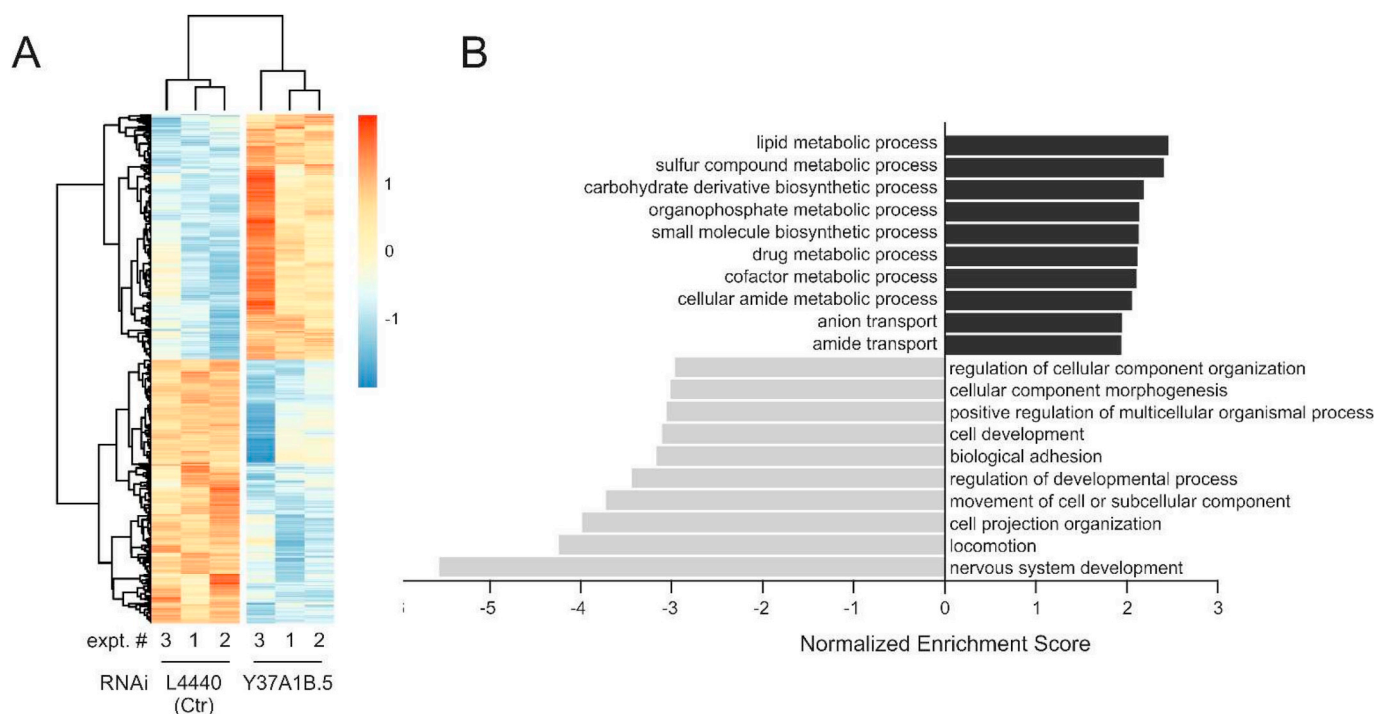 A
1
0
-1
expt. # 3 1 2 3 1 2
RNAi L4440 Y37A1B.5
(Ctr)
B
lipid metabolic process
sulfur compound metabolic process
carbohydrate derivative biosynthetic process
organophosphate metabolic process
small molecule biosynthetic process
drug metabolic process
cofactor metabolic process
cellular amide metabolic process
anion transport
amide transport
regulation of cellular component organization
cellular component morphogenesis
positive regulation of multicellular organismal process
cell development
biological adhesion
regulation of developmental process
movement of cell or subcellular component
cell projection organization
locomotion
nervous system development
-5 -4 -3 -2 -1 0 1 2 3
Normalized Enrichment Score